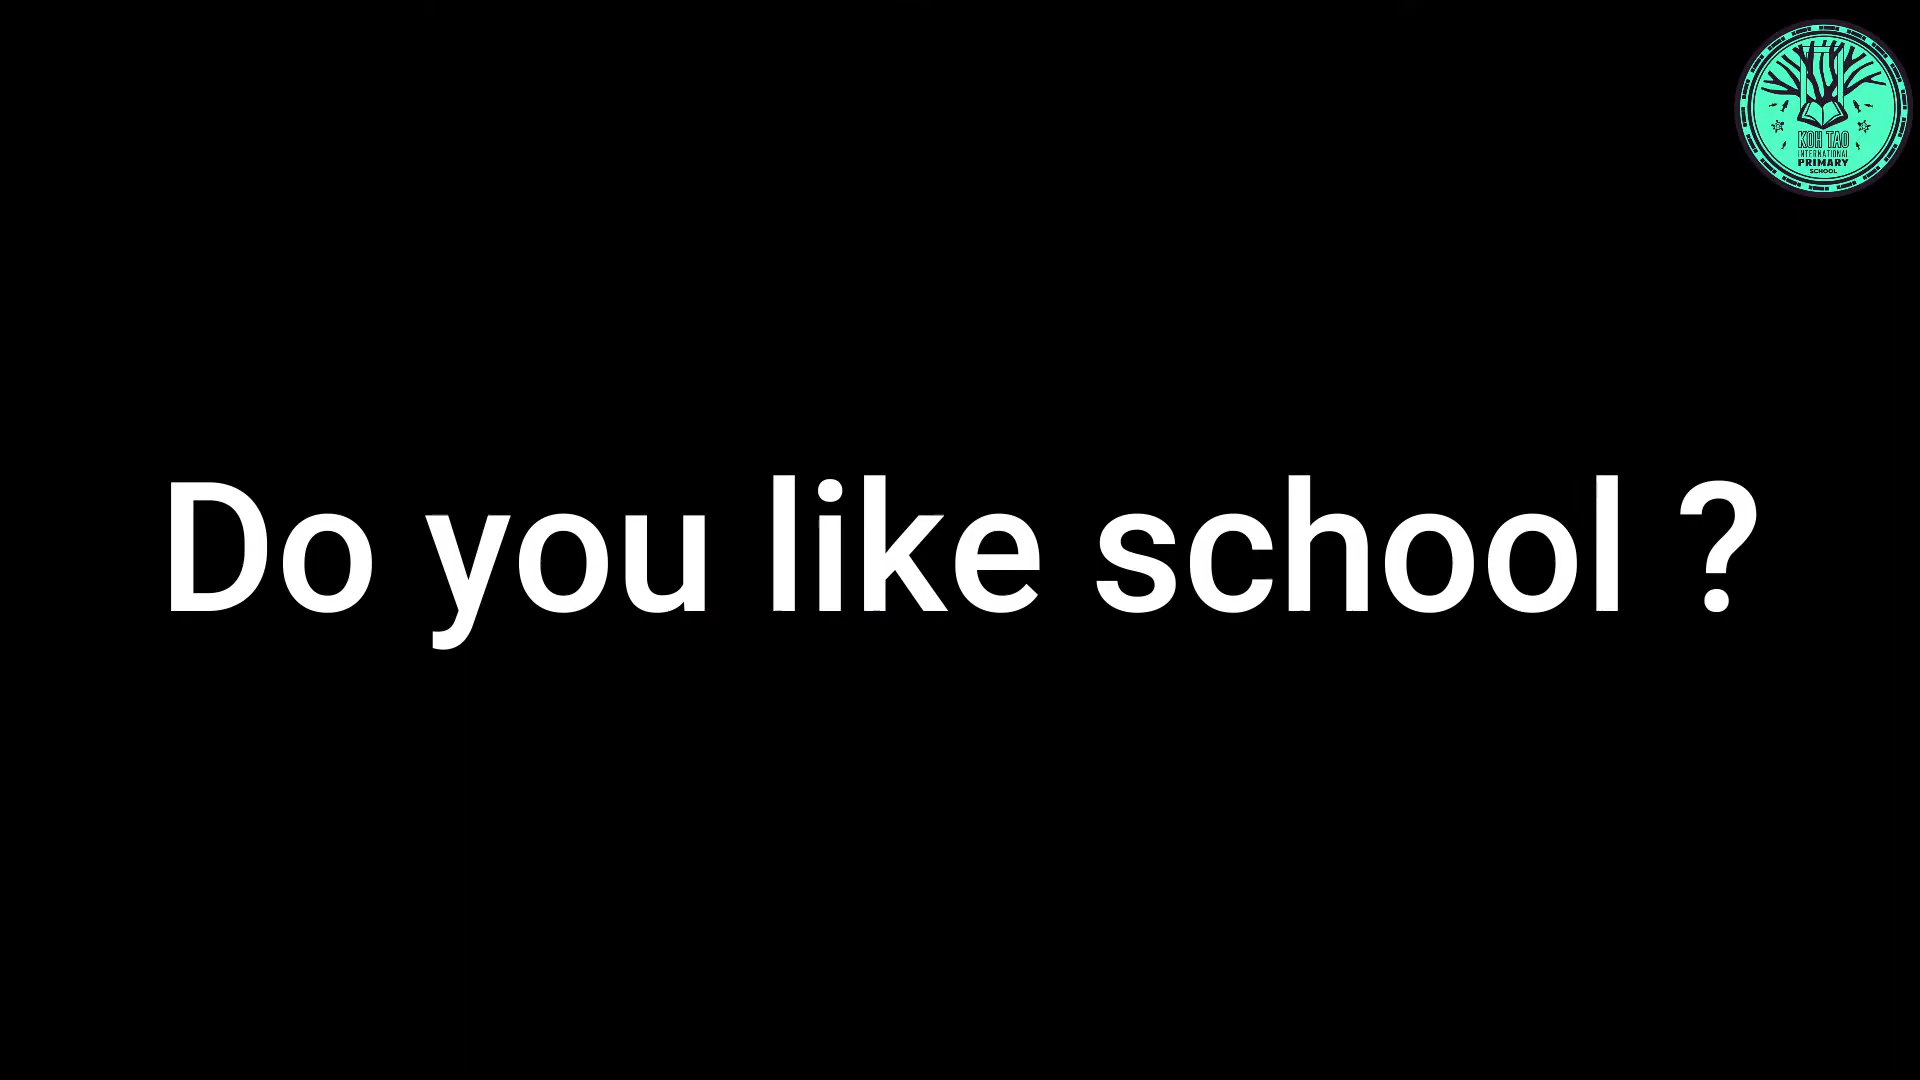 KOH TAO
INTERNATIONAL
PRIMARY
SCHOOL
Do you like school ?